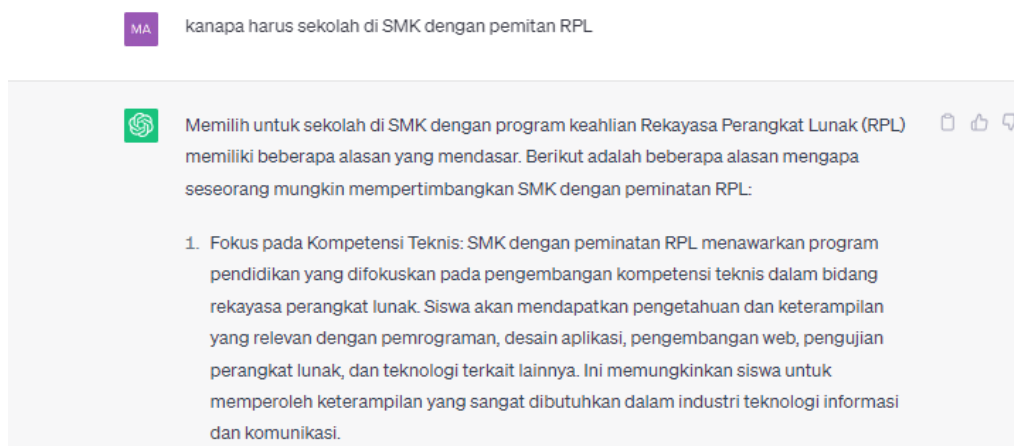 MA
kanapa harus sekolah di SMK dengan pemitan RPL
Memilih untuk sekolah di SMK dengan program keahlian Rekayasa Perangkat Lunak (RPL)
memiliki beberapa alasan yang mendasar. Berikut adalah beberapa alasan mengapa
seseorang mungkin mempertimbangkan SMK dengan peminatan RPL:
1. Fokus pada Kompetensi Teknis: SMK dengan peminatan RPL menawarkan program
pendidikan yang difokuskan pada pengembangan kompetensi teknis dalam bidang
rekayasa perangkat lunak. Siswa akan mendapatkan pengetahuan dan keterampilan
yang relevan dengan pemrograman, desain aplikasi, pengembangan web, pengujian
perangkat lunak, dan teknologi terkait lainnya. Ini memungkinkan siswa untuk
memperoleh keterampilan yang sangat dibutuhkan dalam industri teknologi informasi
dan komunikasi.